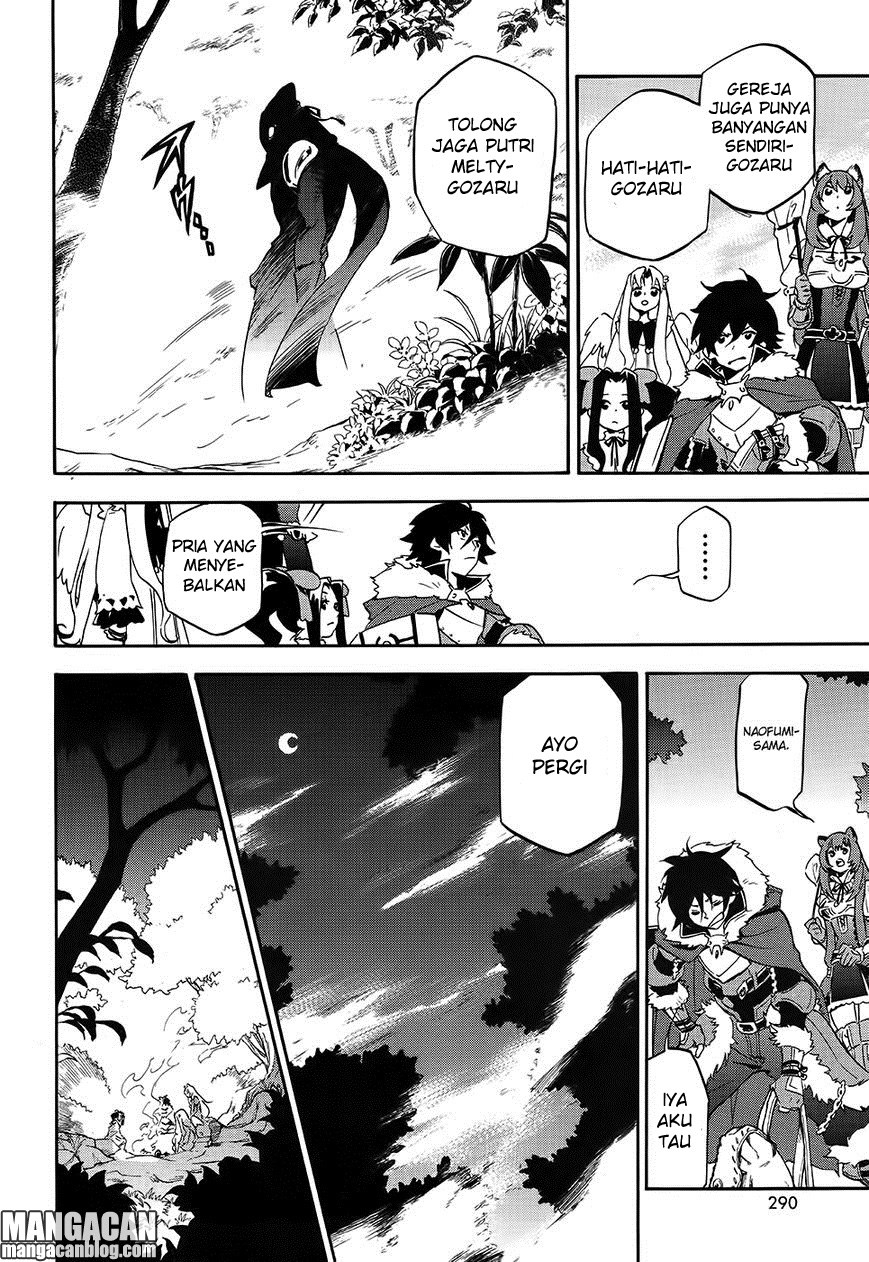 GEREJA
JUGA PUNYA
BANYANGAN
SENDIRI-
GOZARU
HATI-HATI-
GOZARU
TOLONG
JAGA PUTRI
MELTY-
GOZARU
......
PRIA YANG
MENYE-
BALKAN
NAOFUMI-
SAMA.
IYA
AKU
TAU
AYO
PERGI
290
MANGACAN
mangacanblog.com